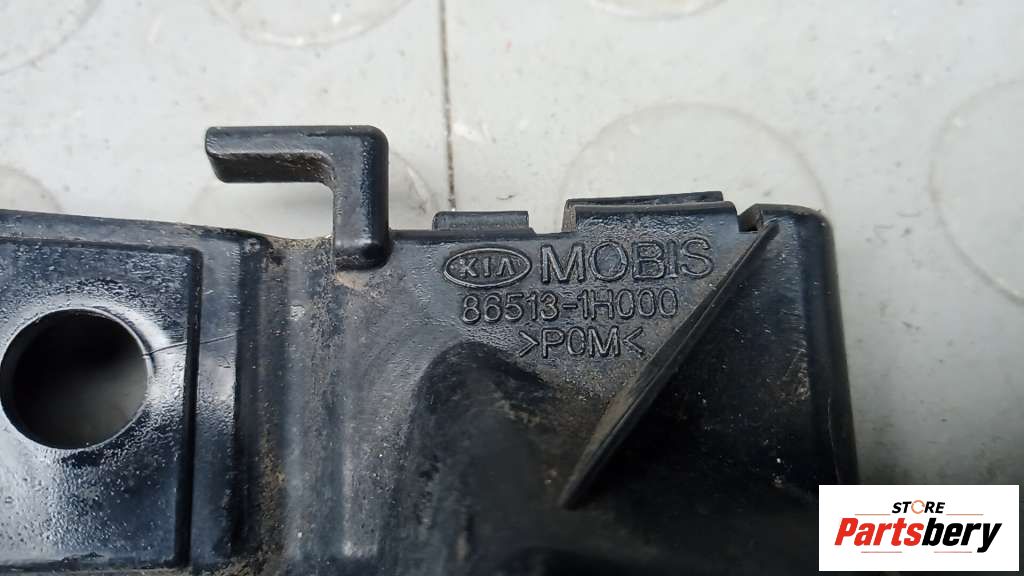 KIA MOBIS
86513-1H000
>POM<
STORE
Partsbery